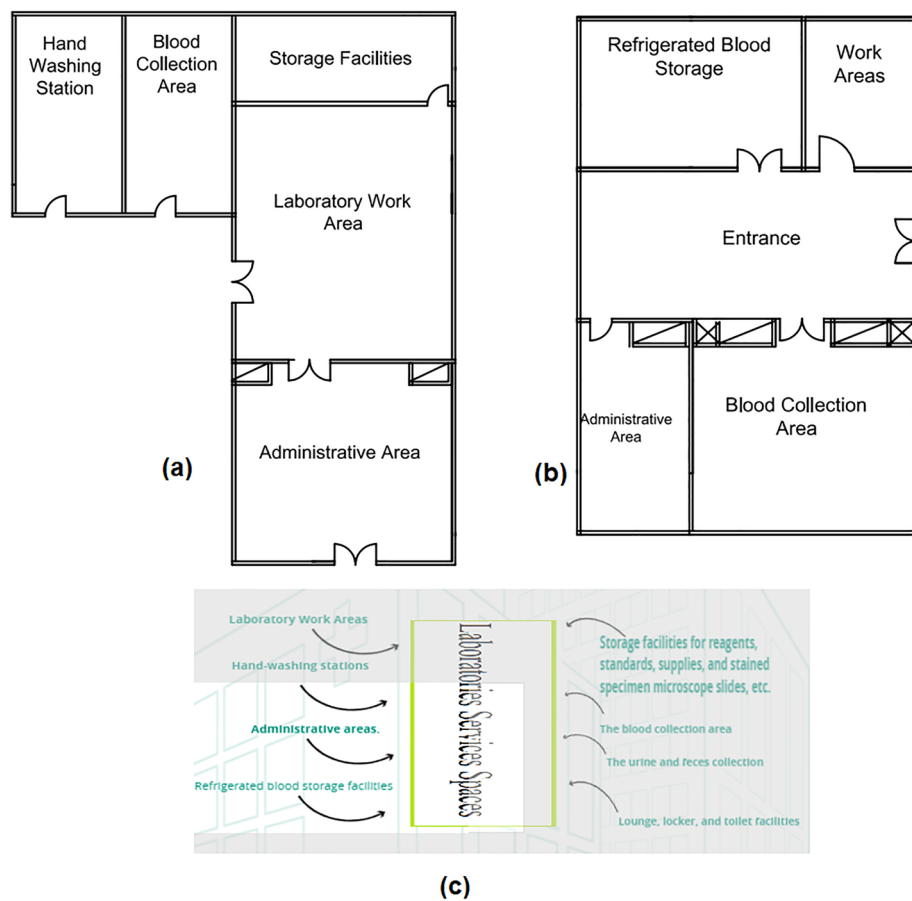 Hand
Washing
Station
Blood
Collection
Area
Storage Facilities
Laboratory Work
Area
Administrative Area
(a)
Refrigerated Blood
Storage
Work
Areas
Entrance
Administrative
Area
Blood Collection
Area
(b)
Laboratory Work Areas
Hand-washing stations
Administrative areas.
Refrigerated blood storage facilities
Laboratories Services Spaces
Storage facilities for reagents,
standards, supplies, and stained
specimen microscope slides, etc.
The blood collection area
The urine and feces collection
Lounge, locker, and toilet facilities
(c)